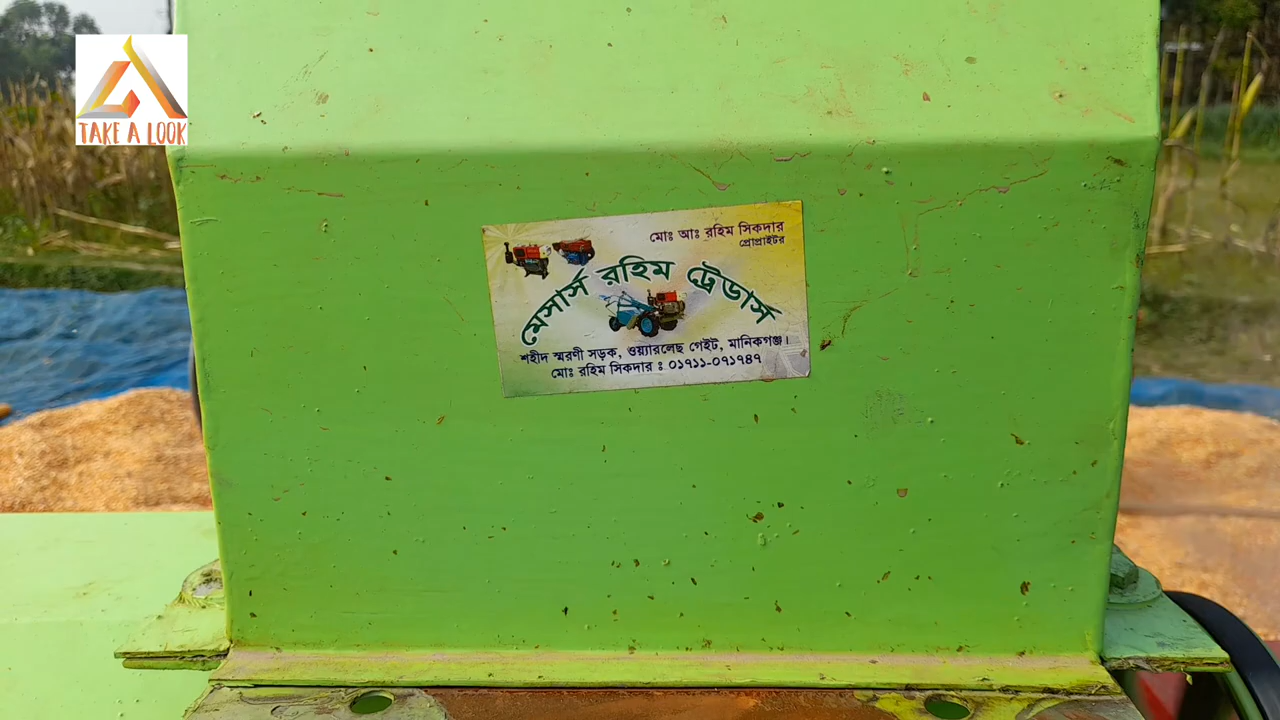 TAKE A LOOK
মোঃ আঃ রহিম সিকদার
প্রোপ্রাইটর
মেসার্স রহিম ট্রেডার্স
শহীদ স্মরণী সড়ক, ওয়্যারলেছ গেইট, মানিকগঞ্জ।
মোঃ রহিম সিকদার ঃ ০১৭১১-০৭১৭৪৭